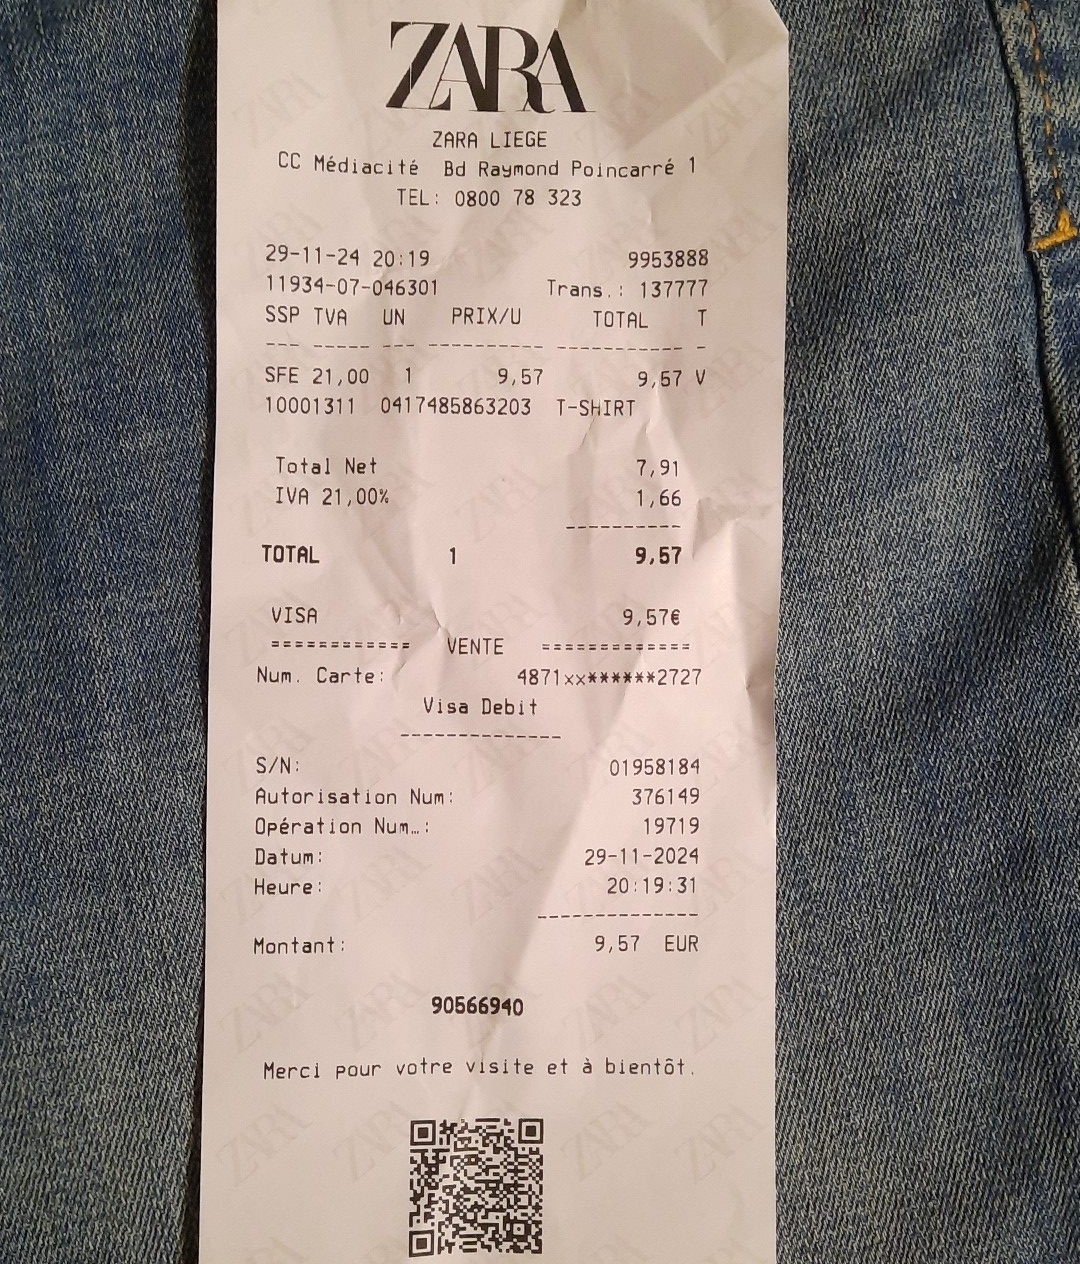 ZARA
ZARA LIEGE
CC Médiacité Bd Raymond Poincarré 1
TEL: 0800 78 323
29-11-24 20:19 9953888
11934-07-046301 Trans.: 137777
SSP TVA UN PRIX/U TOTAL T
--- ----- --- ---------- ----------- -
SFE 21,00 1 9,57 9,57 V
10001311 0417485863203 T-SHIRT
Total Net 7,91
IVA 21,00% 1,66
----------
TOTAL 1 9,57
VISA 9,57€
============ VENTE =============
Num. Carte: 4871xx******2727
Visa Debit
--------------
S/N: 01958184
Autorisation Num: 376149
Opération Num…: 19719
Datum: 29-11-2024
Heure: 20:19:31
--------------
Montant: 9,57 EUR
90566940
Merci pour votre visite et à bientôt.